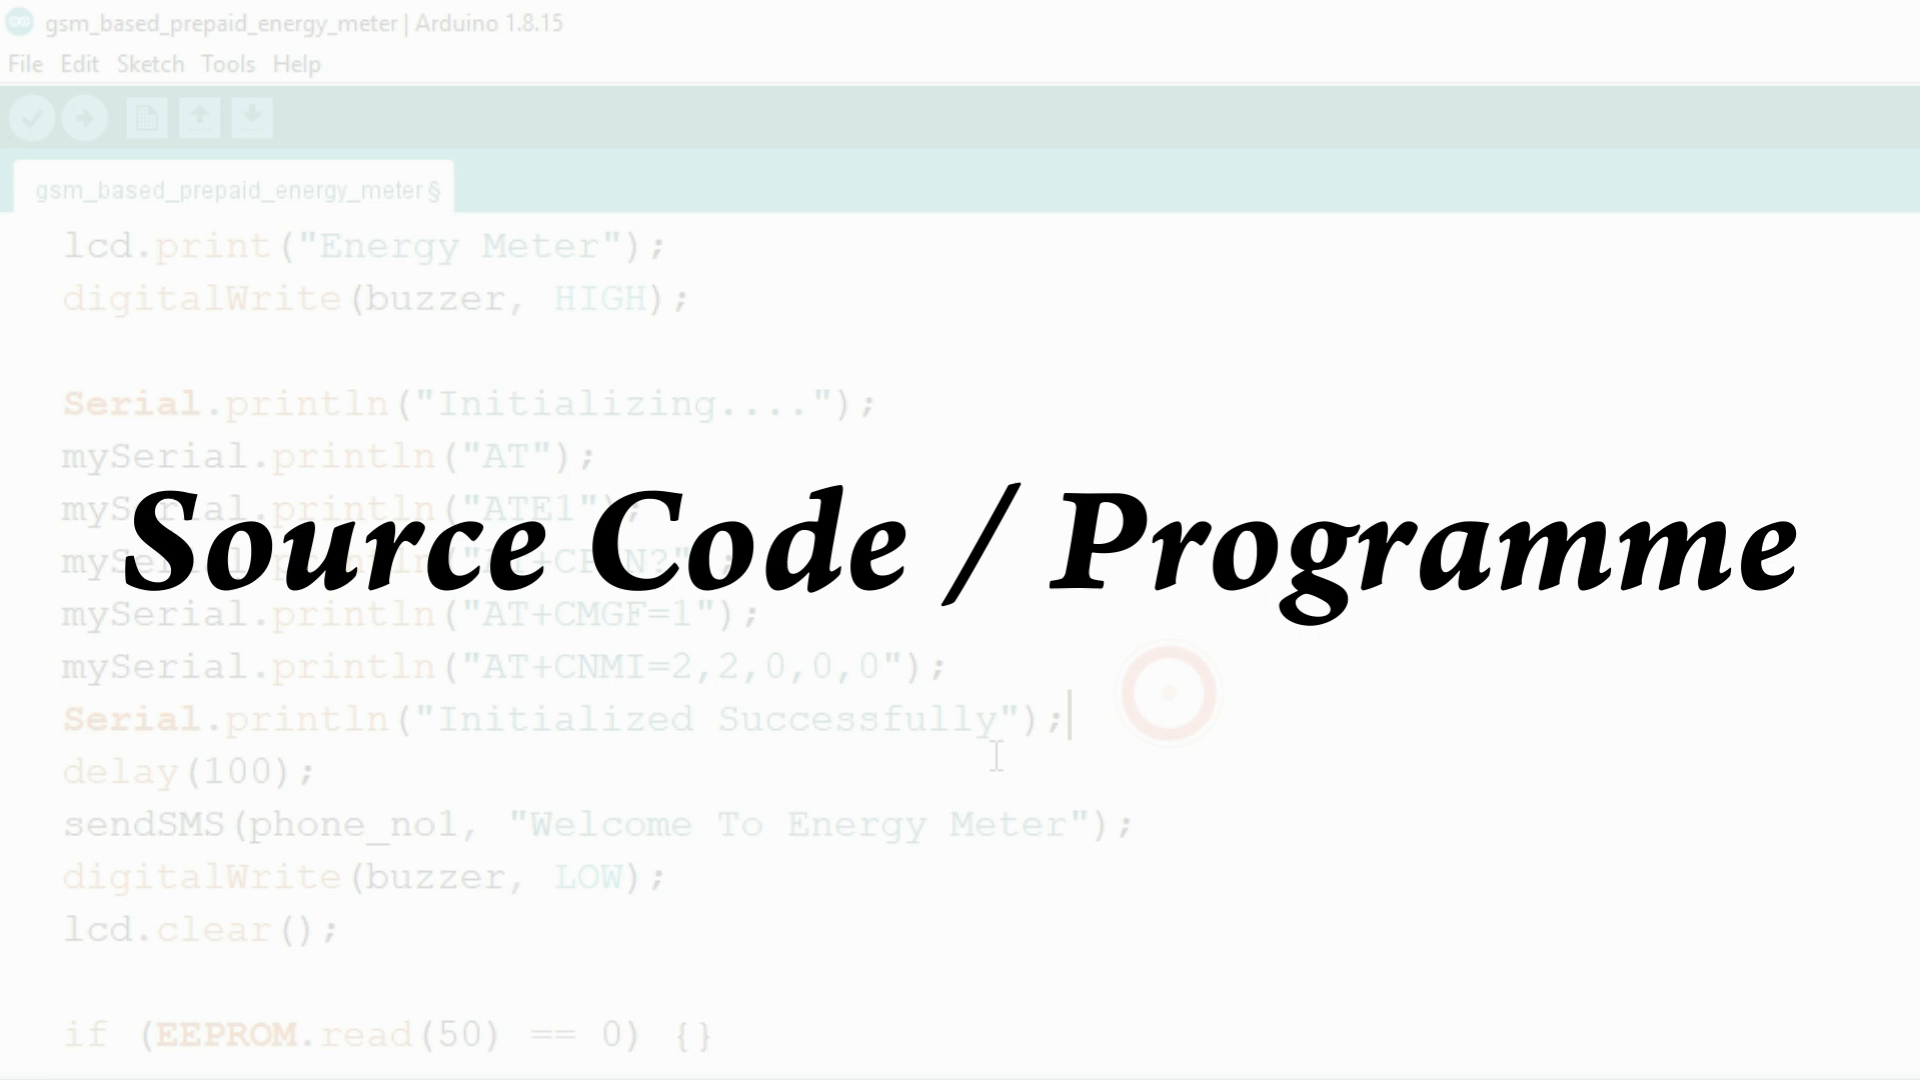 gsm_based_prepaid_energy_meter | Arduino 1.8.15
File Edit Sketch Tools Help
gsm_based_prepaid_energy_meter §
lcd.print("Energy Meter");
digitalWrite(buzzer, HIGH);
Serial.println("Initializing....");
mySerial.println("AT");
mySerial.println("ATE1");
Source Code / Programme
mySerial.println("AT+CMGF=1");
mySerial.println("AT+CNMI=2,2,0,0,0");
Serial.println("Initialized Successfully");
delay(100);
sendSMS(phone_no1, "Welcome To Energy Meter");
digitalWrite(buzzer, LOW);
lcd.clear();
if (EEPROM.read(50) == 0) {}